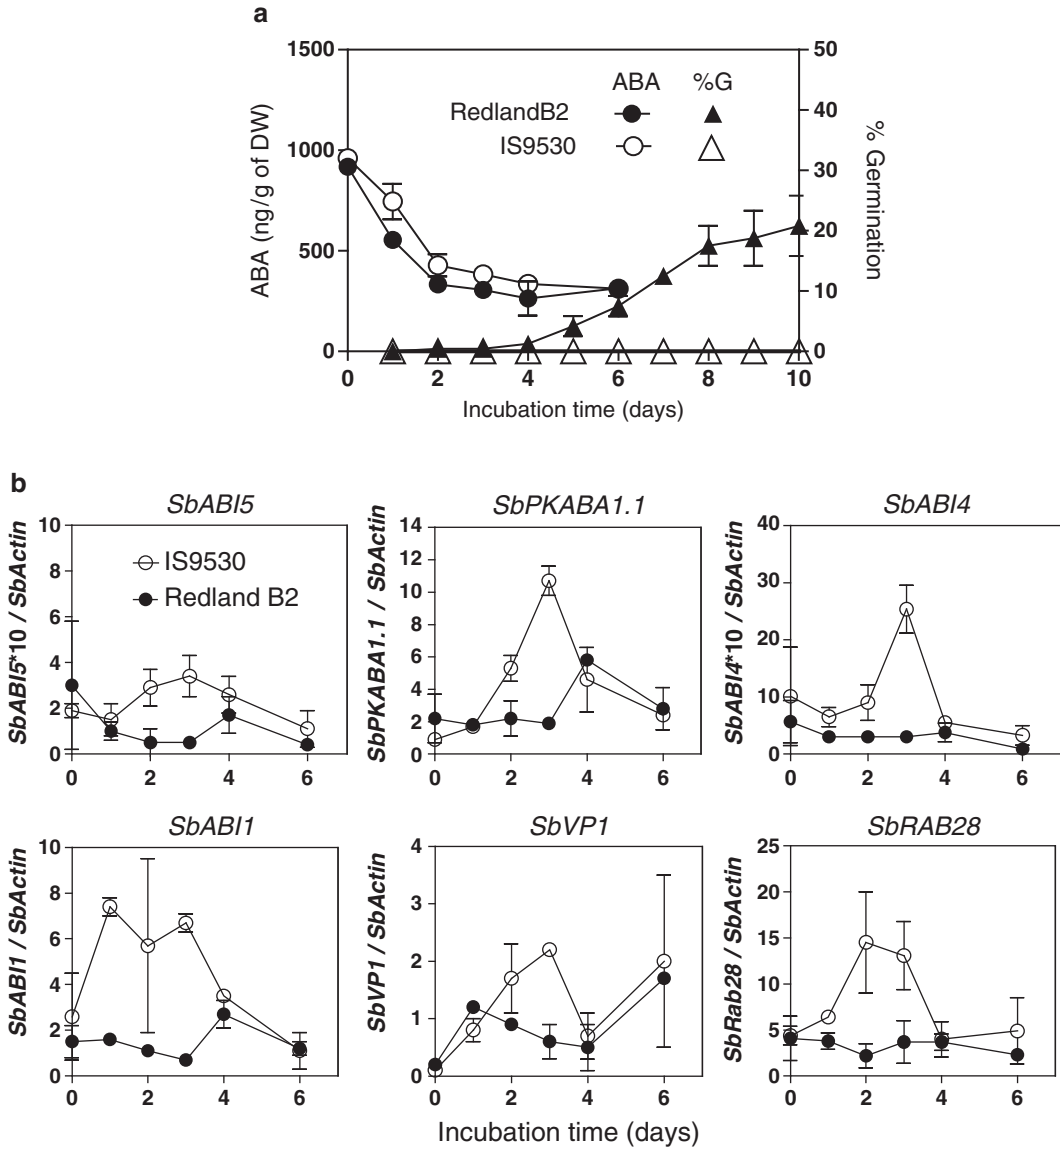 a
1500
1000
500
0
ABA (ng/g of DW)
50
40
30
20
10
0
% Germination
ABA %G
RedlandB2
IS9530
0 2 4 6 8 10
Incubation time (days)
b
SbABI5
10
8
6
4
2
0
SbABI5*10 / SbActin
IS9530
Redland B2
0 2 4 6
SbPKABA1.1
14
12
10
8
6
4
2
0
SbPKABA1.1 / SbActin
0 2 4 6
SbABI4
40
30
20
10
0
SbABI4*10 / SbActin
0 2 4 6
SbABI1
10
8
6
4
2
0
SbABI1 / SbActin
0 2 4 6
SbVP1
4
3
2
1
0
SbVP1 / SbActin
0 2 4 6
SbRAB28
25
20
15
10
5
0
SbRab28 / SbActin
0 2 4 6
Incubation time (days)